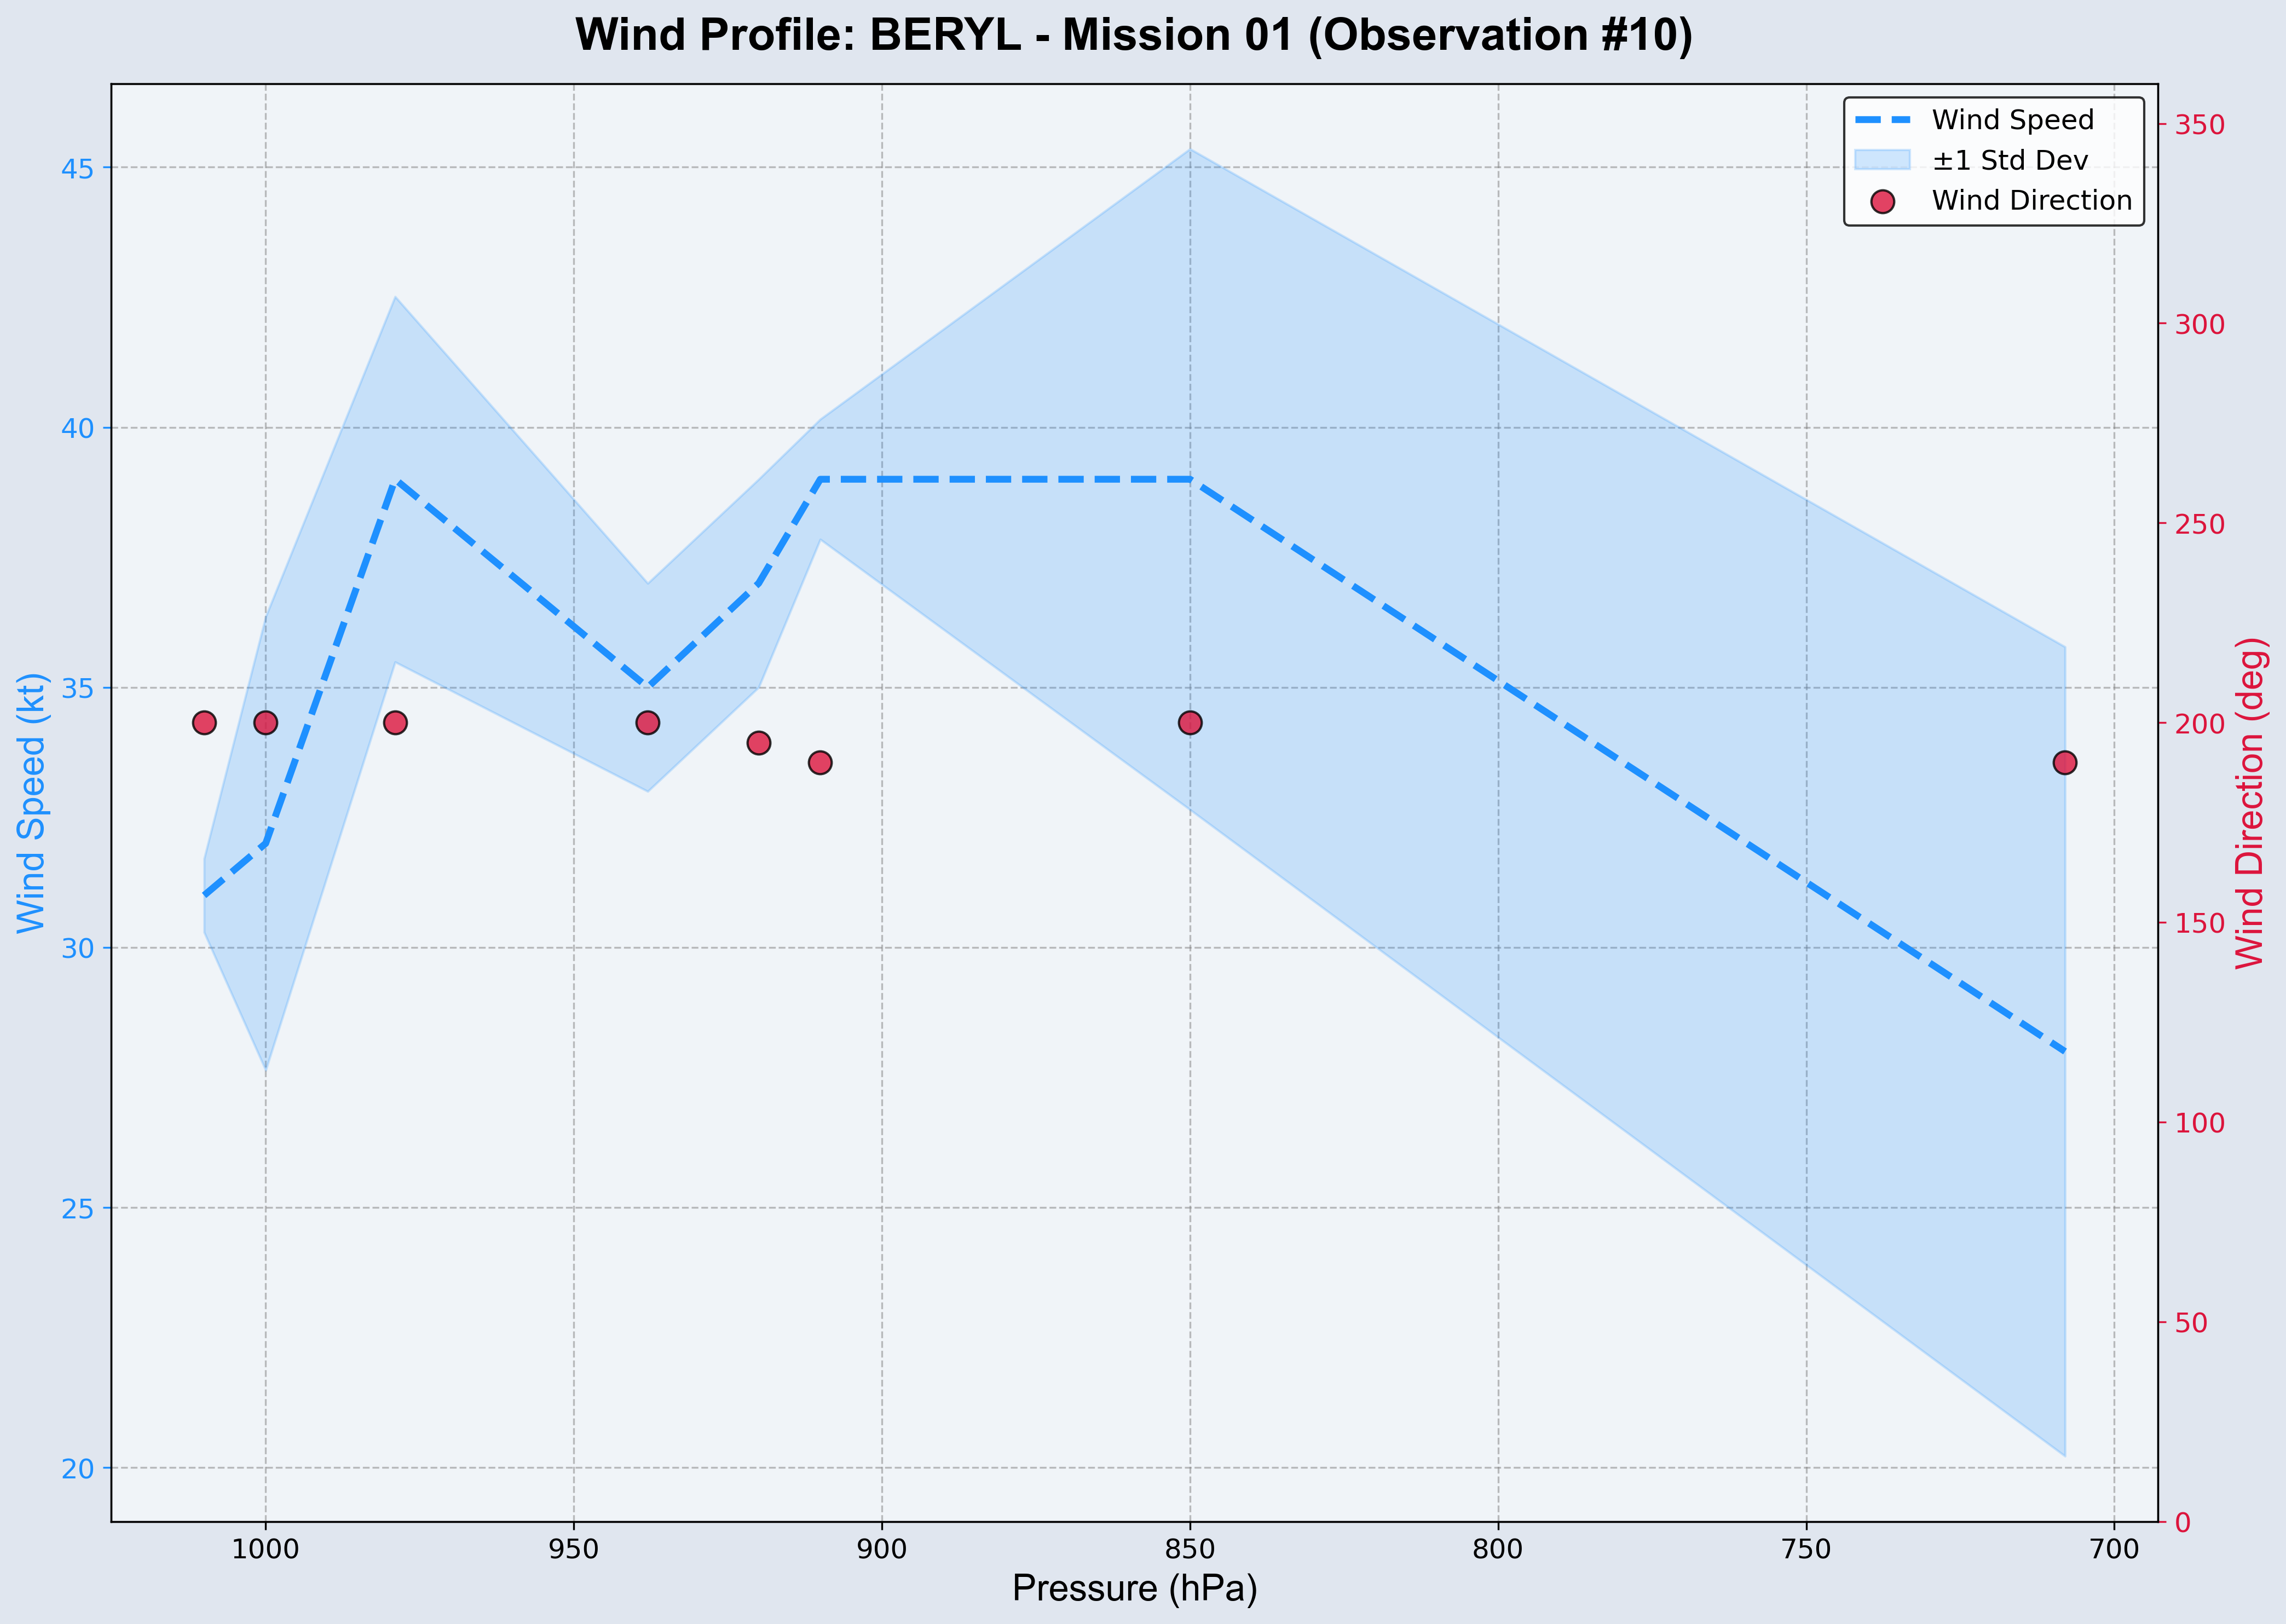 Wind Profile: BERYL - Mission 01 (Observation #10)
Wind Speed
±1 Std Dev
Wind Direction
45
40
35
30
25
20
Wind Speed (kt)
350
300
250
200
150
100
50
0
Wind Direction (deg)
1000 950 900 850 800 750 700
Pressure (hPa)